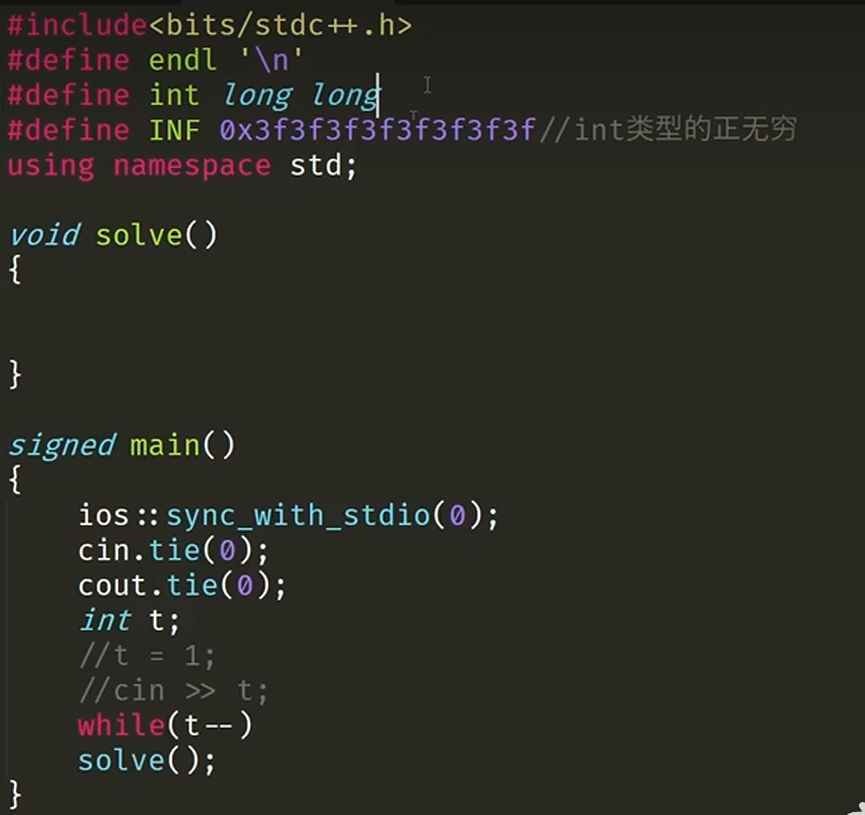 #include<bits/stdc++.h>
#define endl '\n'
#define int long long
#define INF 0x3f3f3f3f3f3f3f3f//int类型的正无穷
using namespace std;
void solve()
{
}
signed main()
{
ios::sync_with_stdio(0);
cin.tie(0);
cout.tie(0);
int t;
//t = 1;
//cin >> t;
while(t--)
solve();
}